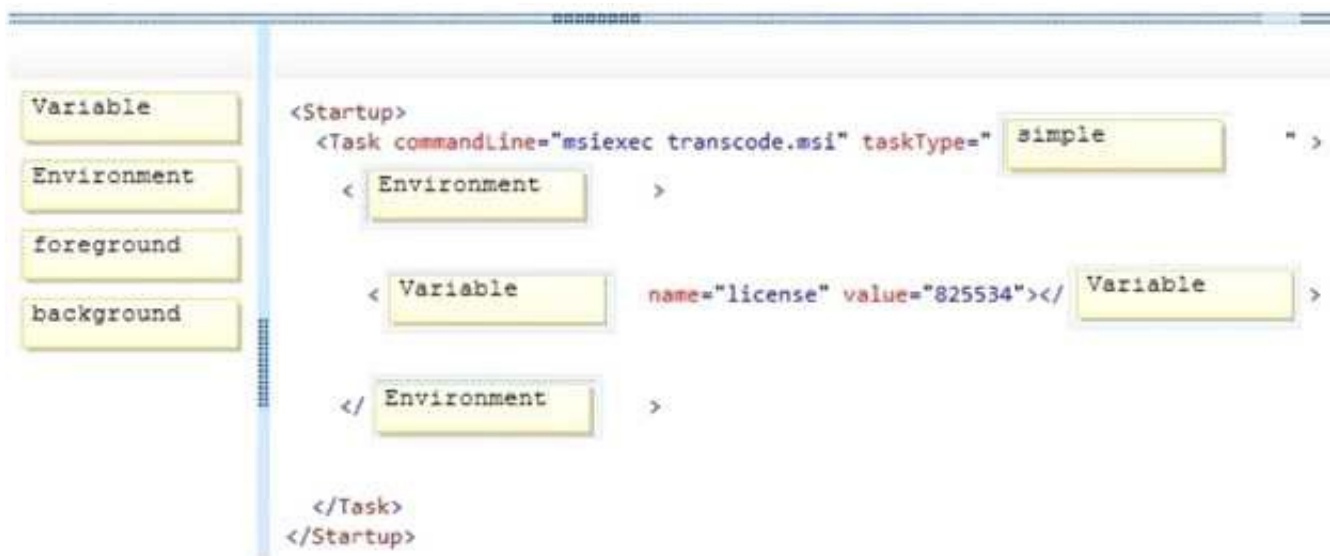 Variable
Environment
foreground
background
<Startup>
<Task commandLine="msiexec transcode.msi" taskType=" simple " >
< Environment >
< Variable name="license" value="825534"></ Variable >
</ Environment >
</Task>
</Startup>